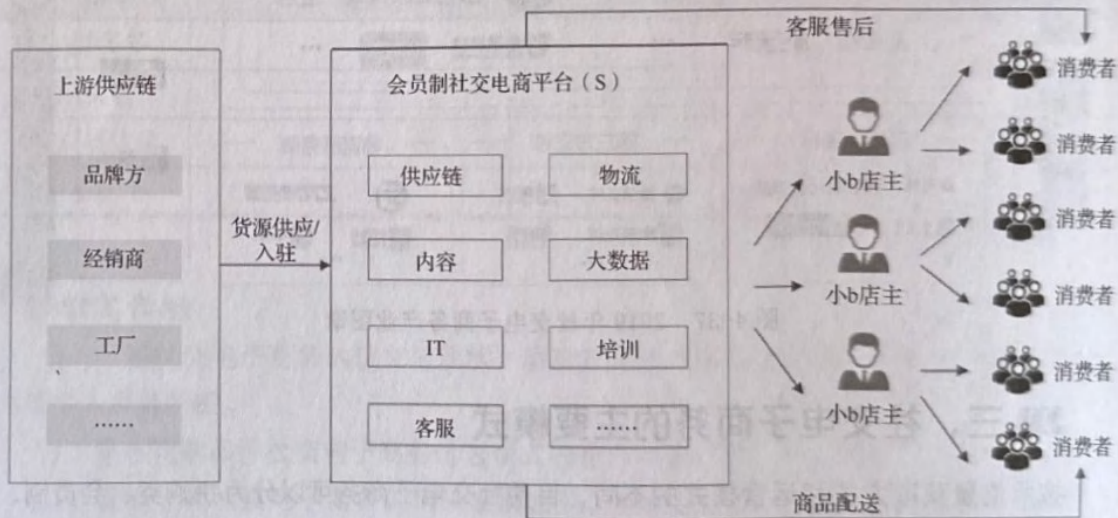 客服售后
上游供应链
品牌方
经销商
工厂
……
货源供应/
入驻
会员制社交电商平台（S）
供应链
物流
内容
大数据
IT
培训
客服
……
小b店主
小b店主
小b店主
消费者
消费者
消费者
消费者
消费者
消费者
商品配送